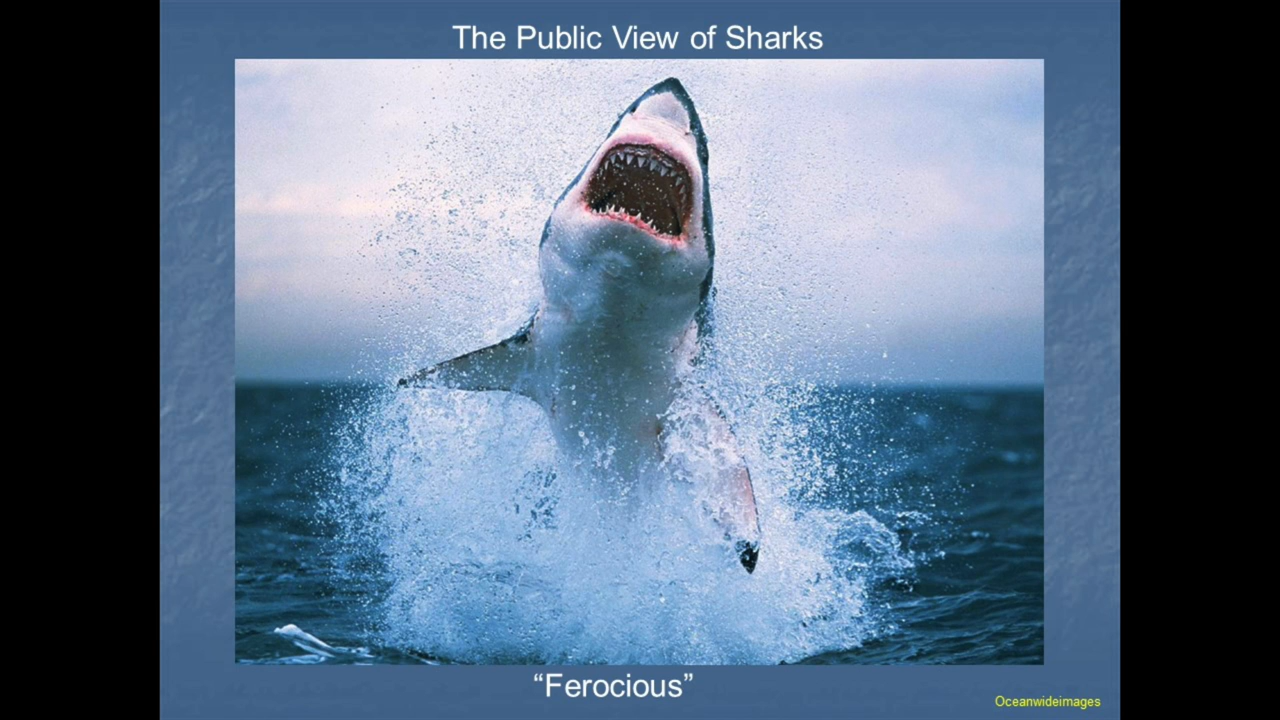 The Public View of Sharks
“Ferocious”
Oceanwideimages